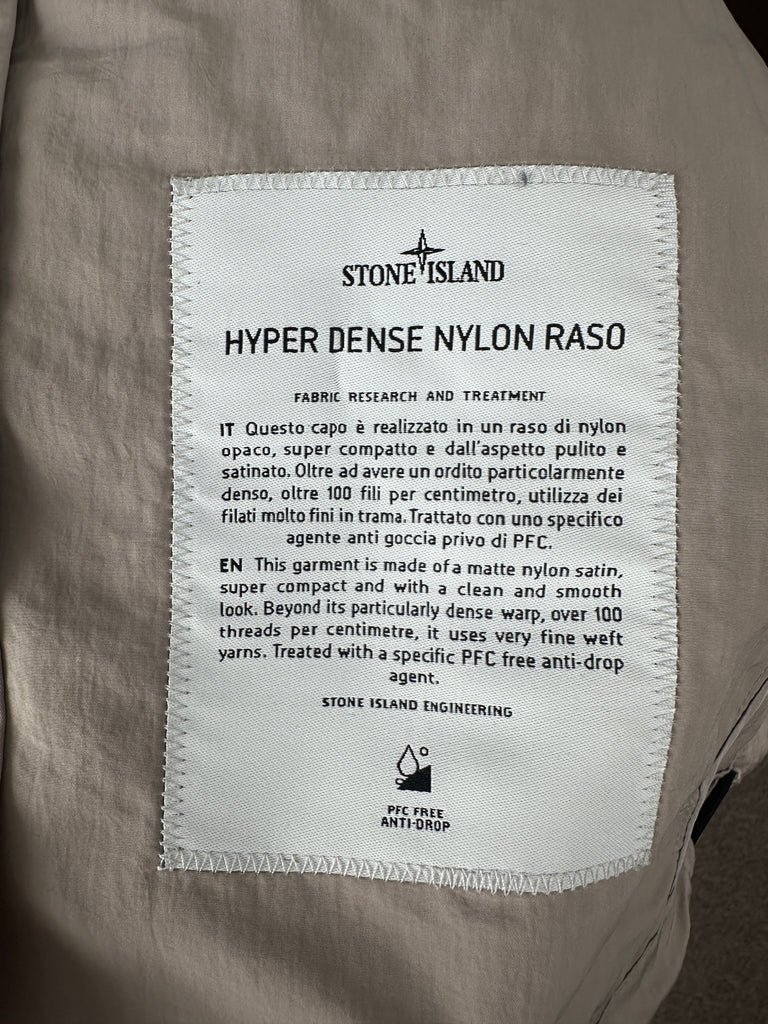 STONE ISLAND
HYPER DENSE NYLON RASO
FABRIC RESEARCH AND TREATMENT
IT Questo capo è realizzato in un raso di nylon
opaco, super compatto e dall'aspetto pulito e
satinato. Oltre ad avere un ordito particolarmente
denso, oltre 100 fili per centimetro, utilizza dei
filati molto fini in trama. Trattato con uno specifico
agente anti goccia privo di PFC.
EN This garment is made of a matte nylon satin,
super compact and with a clean and smooth
look. Beyond its particularly dense warp, over 100
threads per centimetre, it uses very fine weft
yarns. Treated with a specific PFC free anti-drop
agent.
STONE ISLAND ENGINEERING
PFC FREE
ANTI-DROP